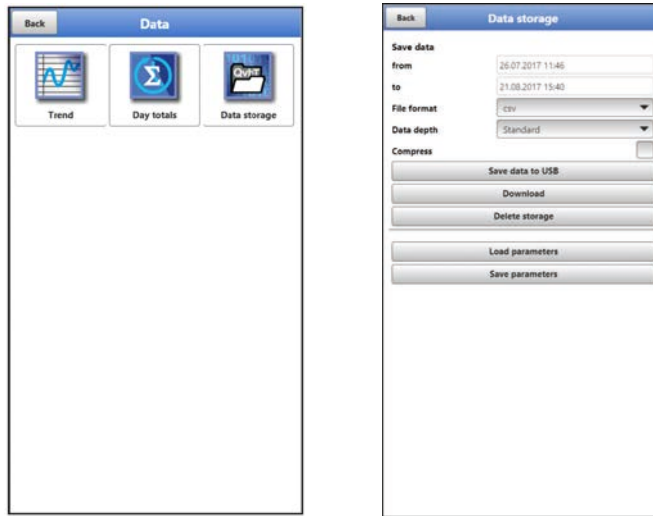 Back Data
1010
QvhT
Trend Day totals Data storage
Back Data storage
Save data
from 26.07.2017 11:46
to 21.08.2017 15:40
File format csv
Data depth Standard
Compress
Save data to USB
Download
Delete storage
Load parameters
Save parameters